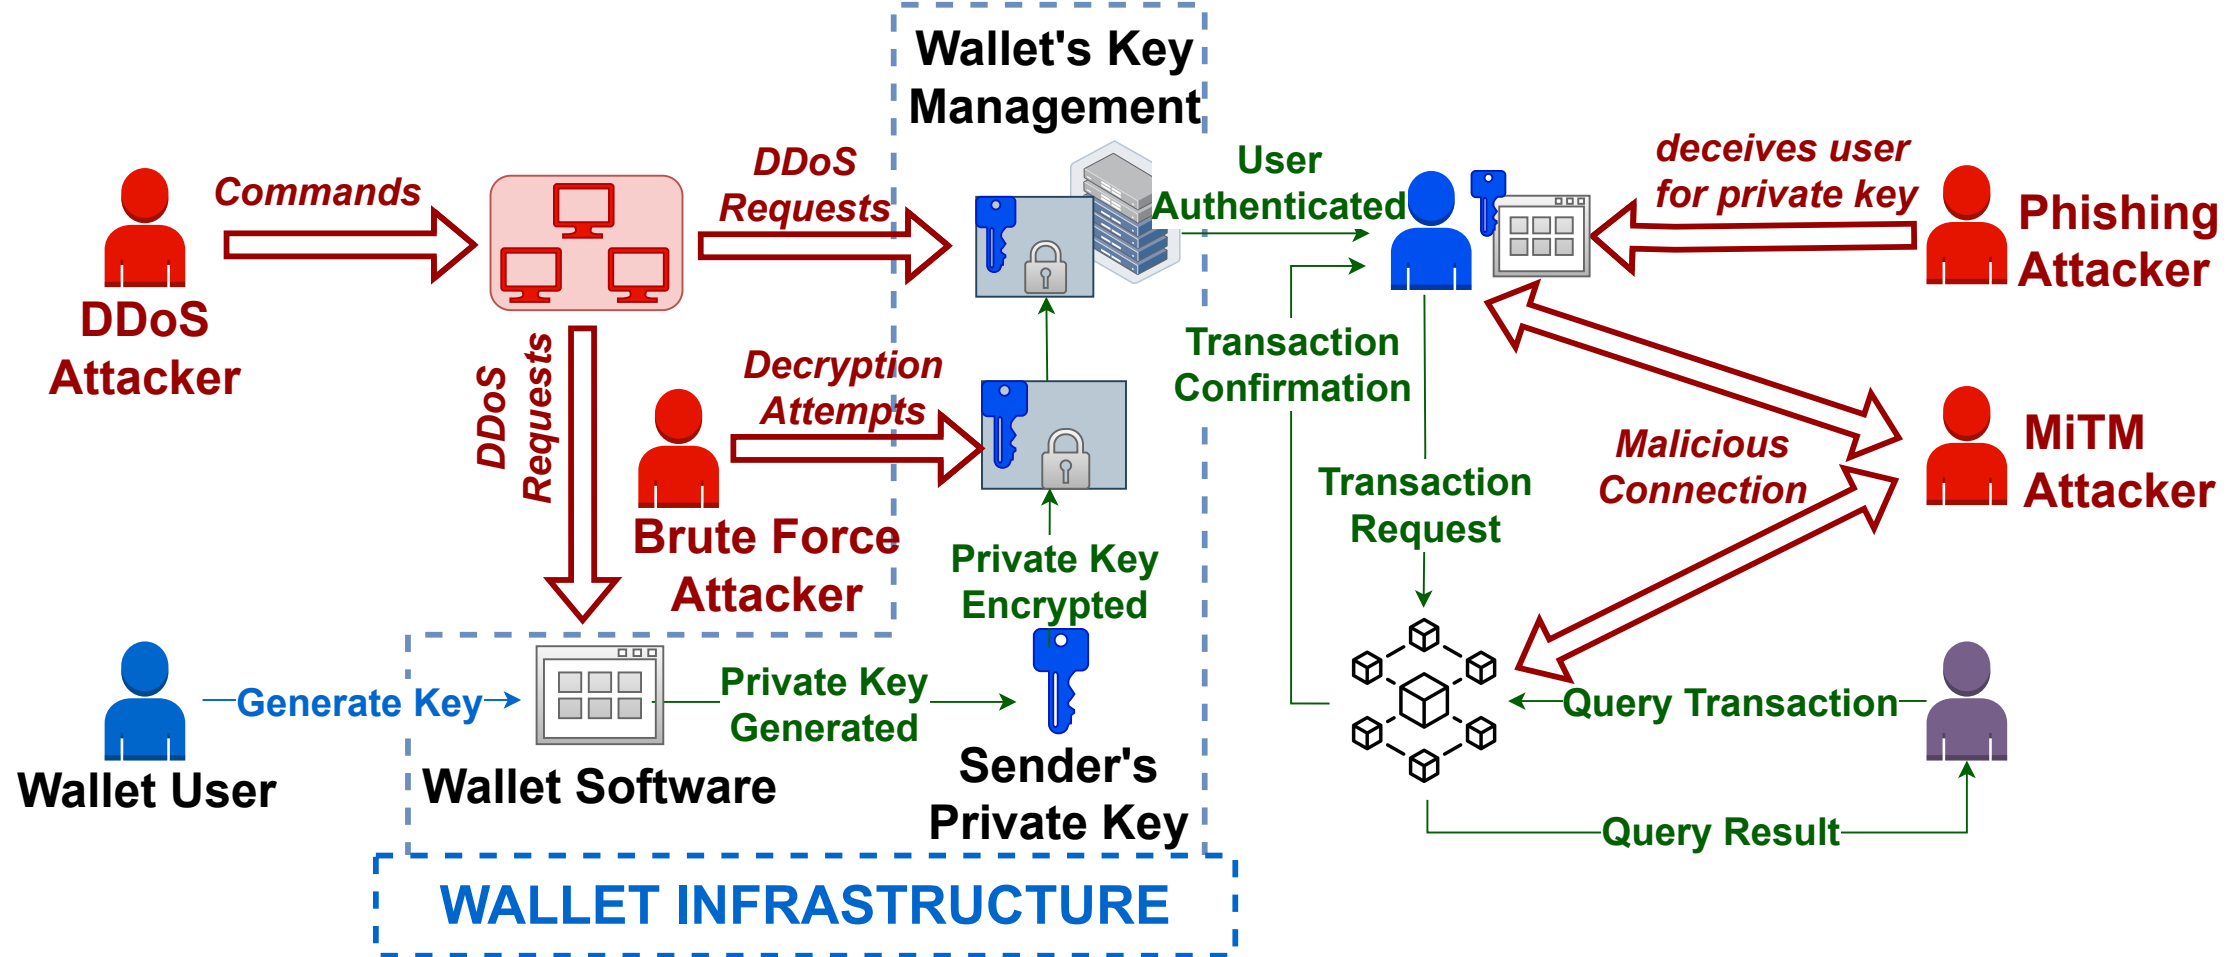 Wallet's Key
Management
Commands
DDoS
Requests
User
Authenticated
deceives user
for private key
Phishing
Attacker
DDoS
Attacker
DDoS
Requests
Decryption
Attempts
Transaction
Confirmation
Brute Force
Attacker
Malicious
Connection
MiTM
Attacker
Transaction
Request
Private Key
Encrypted
Generate Key
Private Key
Generated
Query Transaction
Wallet User
Wallet Software
Sender's
Private Key
Query Result
WALLET INFRASTRUCTURE